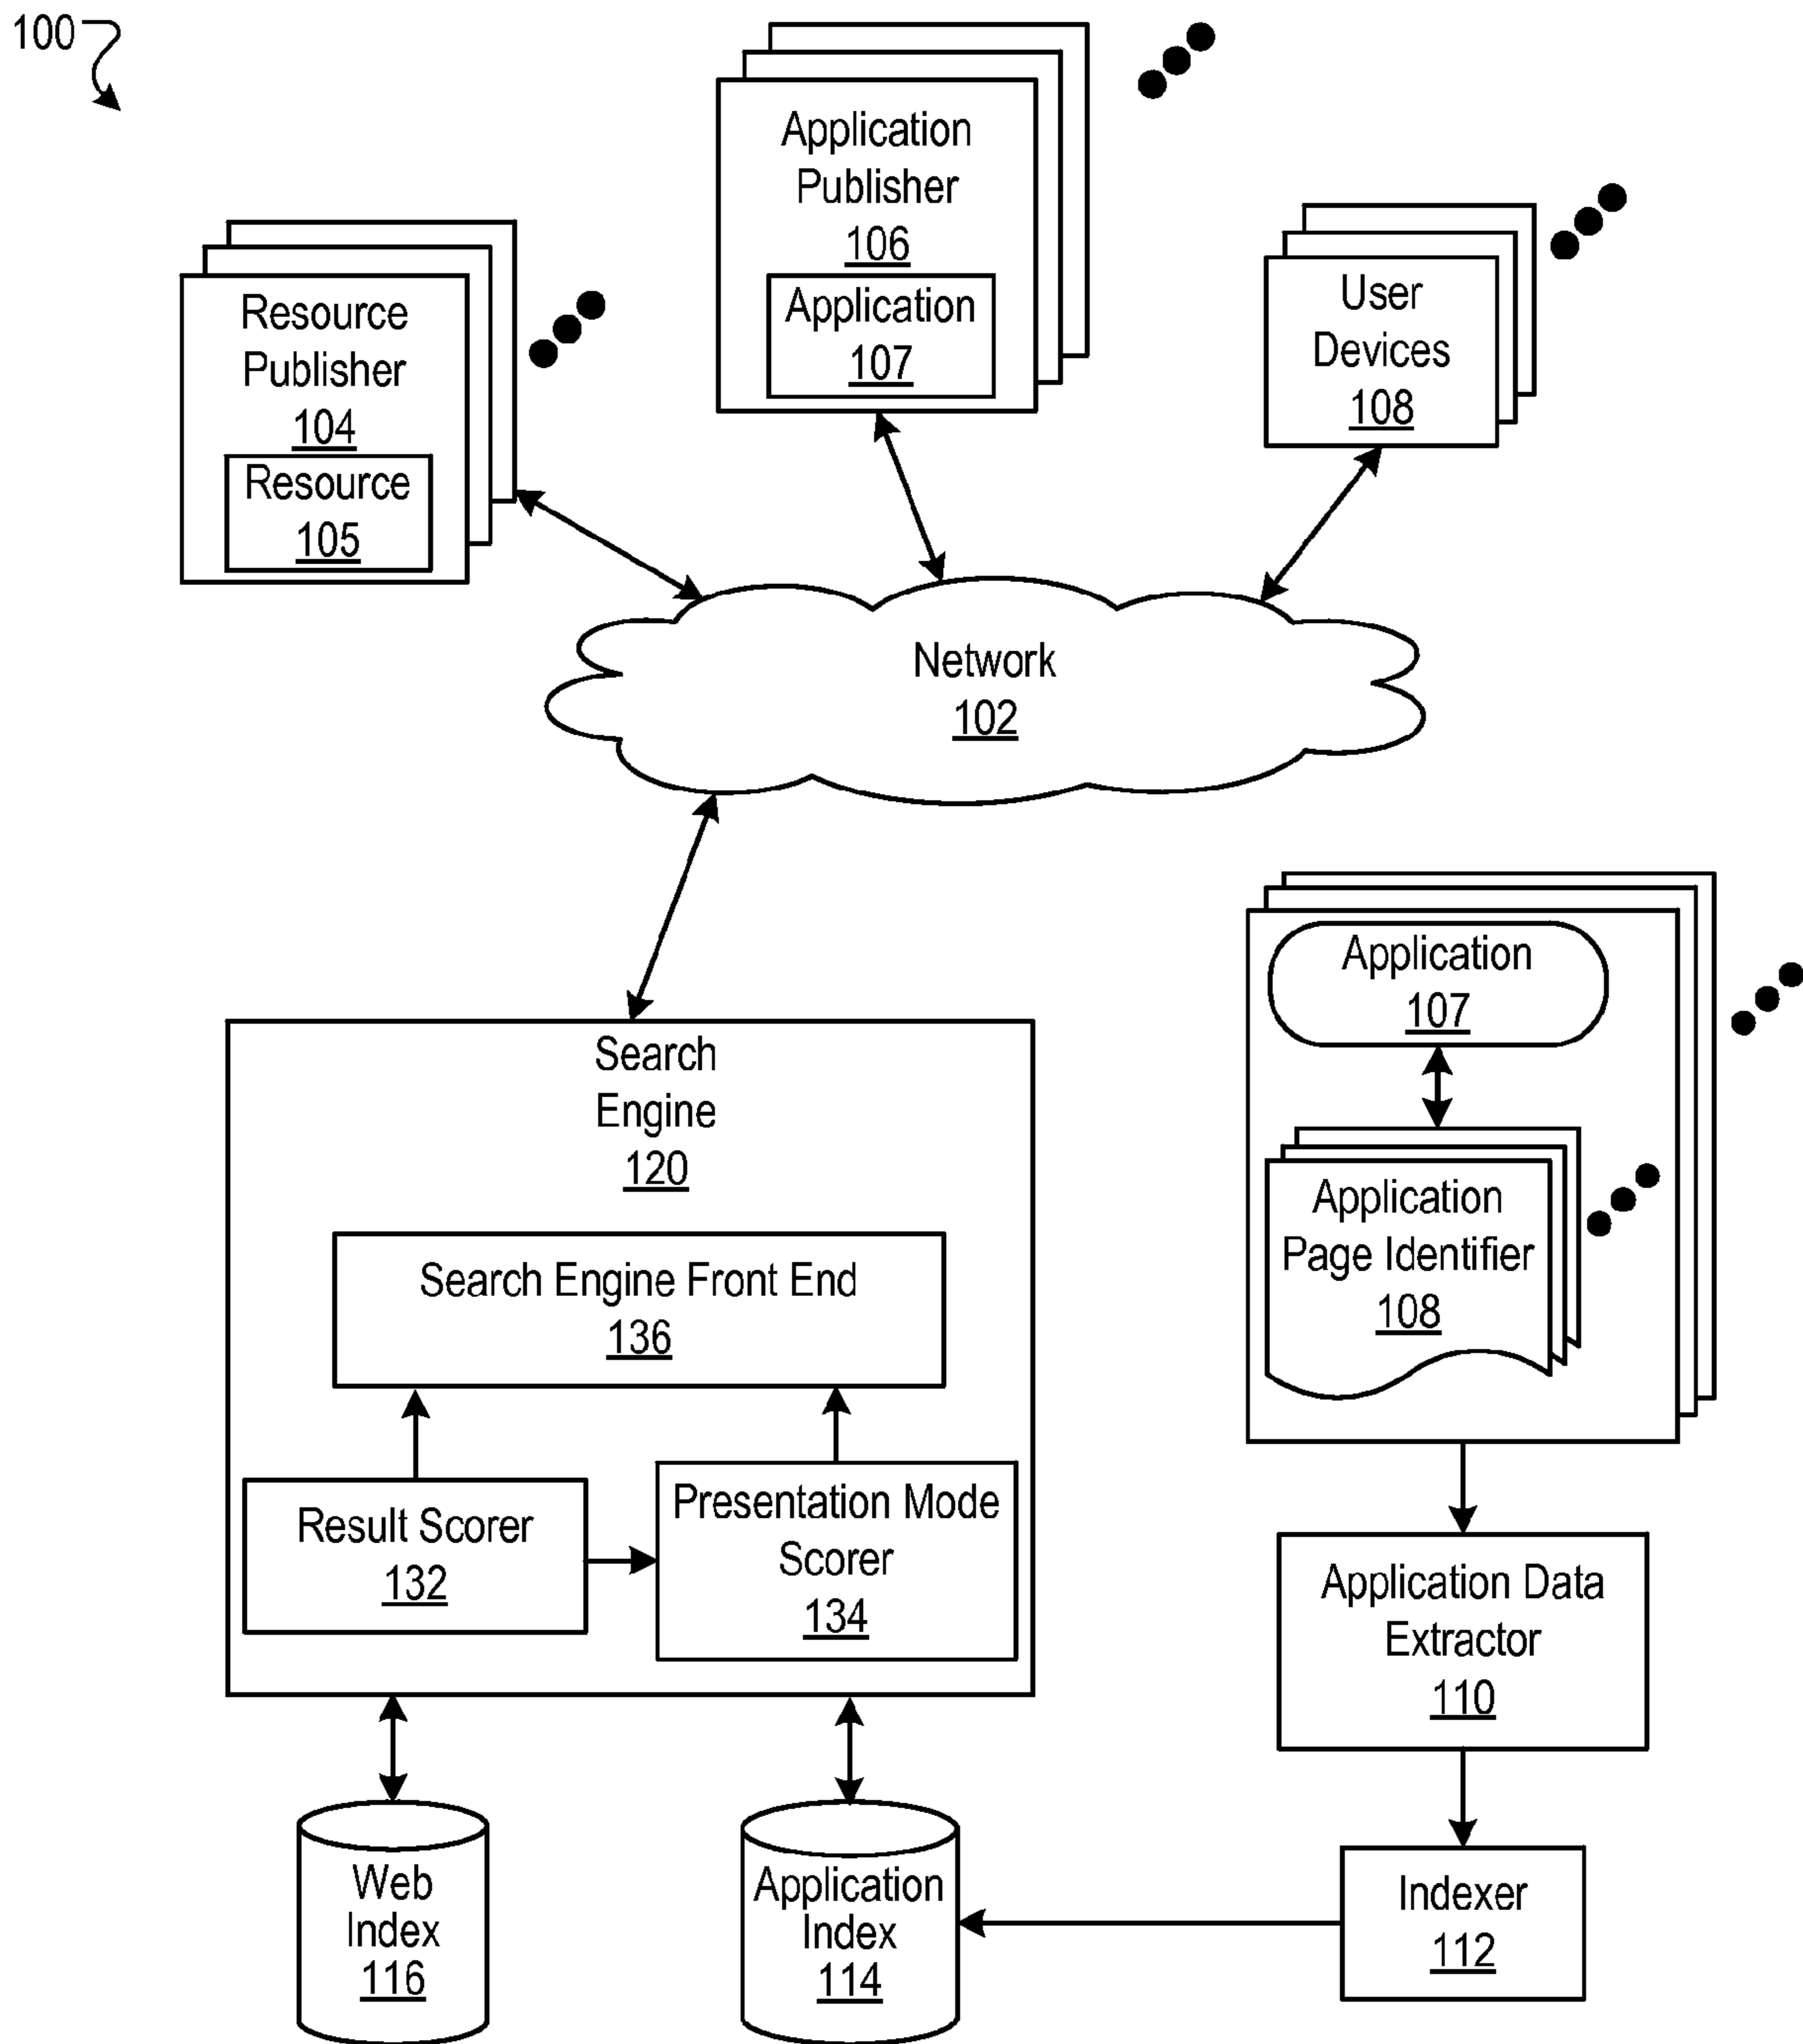 100
Application
Publisher
106
Application
107
Resource
Publisher
104
Resource
105
User
Devices
108
Network
102
Search
Engine
120
Search Engine Front End
136
Result Scorer
132
Presentation Mode
Scorer
134
Application
107
Application
Page Identifier
108
Application Data
Extractor
110
Web
Index
116
Application
Index
114
Indexer
112